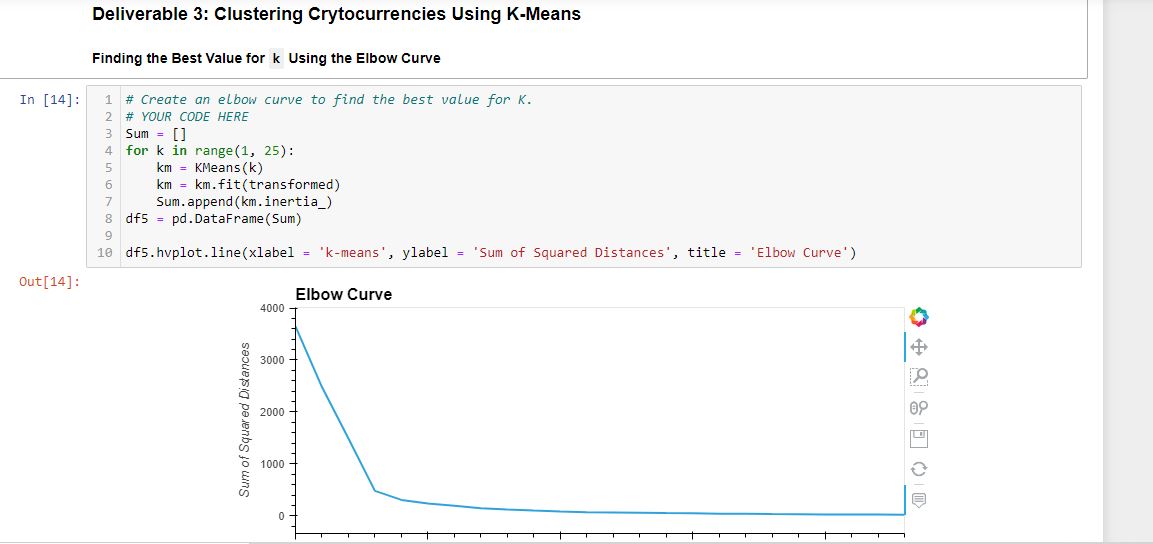 Deliverable 3: Clustering Crytocurrencies Using K-Means
Finding the Best Value for k Using the Elbow Curve
In [14]:
1 # Create an elbow curve to find the best value for K.
2 # YOUR CODE HERE
3 Sum = []
4 for k in range(1, 25):
5     km = KMeans(k)
6     km = km.fit(transformed)
7     Sum.append(km.inertia_)
8 df5 = pd.DataFrame(Sum)
9
10 df5.hvplot.line(xlabel = 'k-means', ylabel = 'Sum of Squared Distances', title = 'Elbow Curve')
Out[14]:
Elbow Curve
4000
3000
2000
1000
0
Sum of Squared Distances